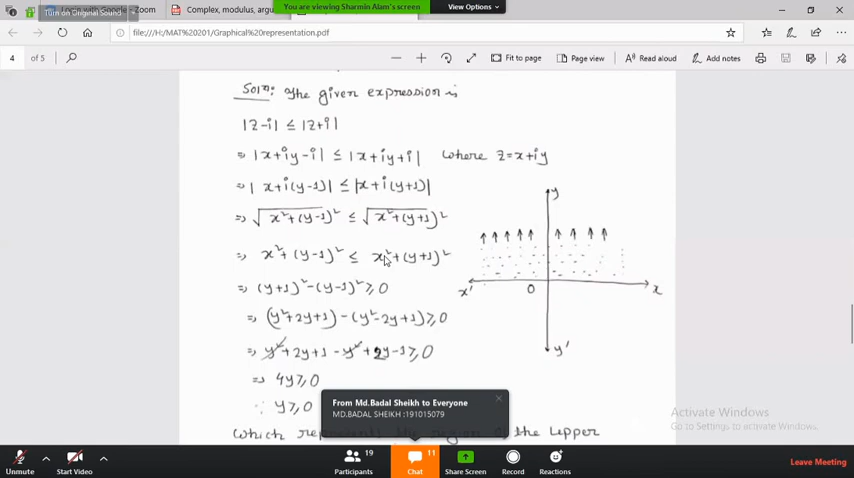 You are viewing Sharmin Alam's screen
View Options
Turn on Original Sound
- Zoom
Complex, modulus, argu
file:///H:/MAT%20201/Graphical%20representation.pdf
4 of 5
Fit to page
Page view
Read aloud
Add notes
Solⁿ: The given expression is
|z-i| ≤ |z+i|
⇒ |x+iy-i| ≤ |x+iy+i| where z=x+iy
⇒ |x+i(y-1)| ≤ |x+i(y+1)|
⇒ √x²+(y-1)² ≤ √x²+(y+1)²
⇒ x²+(y-1)² ≤ x²+(y+1)²
⇒ (y+1)²-(y-1)² ≥ 0
⇒ (y²+2y+1)-(y²-2y+1) ≥ 0
⇒ y²+2y+1-y²+2y-1 ≥ 0
⇒ 4y ≥ 0
∵ y ≥ 0
which represents the region of the upper
y
x'
O
x
y'
From Md.Badal Sheikh to Everyone
MD.BADAL SHEIKH :191015079
Activate Windows
Go to Settings to activate Windows.
Unmute
Start Video
Participants
19
Chat
11
Share Screen
Record
Reactions
Leave Meeting